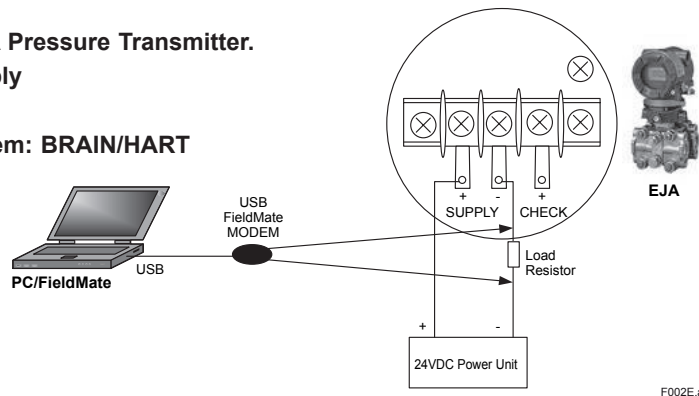 Pressure Transmitter.
em: BRAIN/HART
USB
FieldMate
MODEM
USB
PC/FieldMate
+ - +
SUPPLY CHECK
EJA
Load
Resistor
+ -
24VDC Power Unit
F002E.a